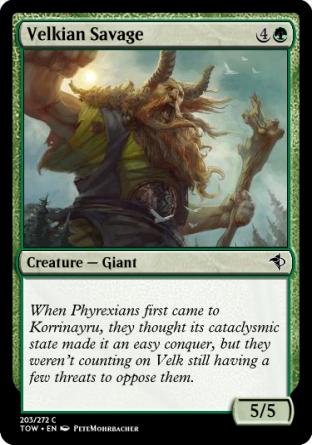 Velkian Savage 4
Creature — Giant
When Phyrexians first came to
Korrinayru, they thought its cataclysmic
state made it an easy conquer, but they
weren't counting on Velk still having a
few threats to oppose them.
5/5
203/272 C
TOW • EN PeteMohrbacher